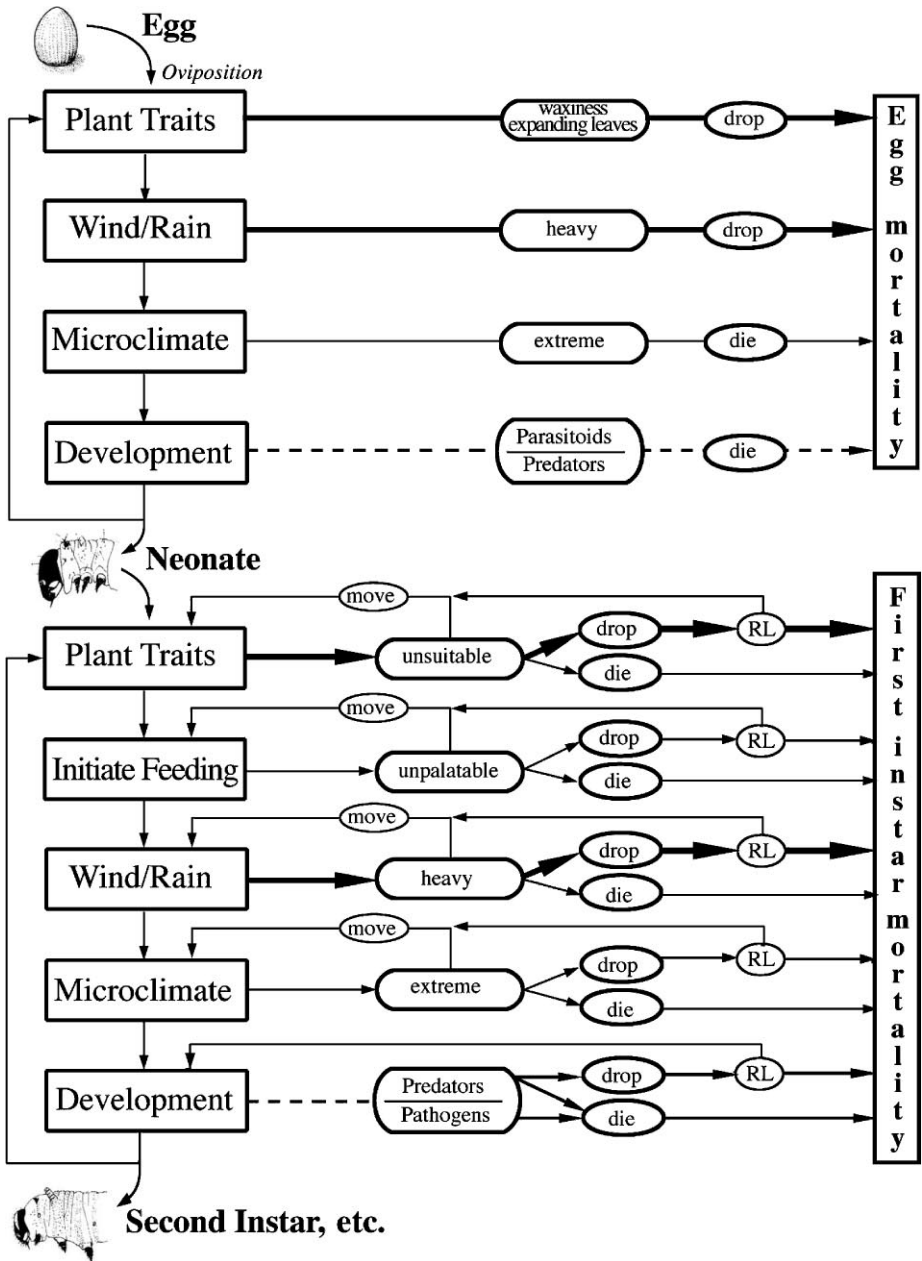 Egg
Oviposition
Plant Traits
waxiness
expanding leaves
drop
Wind/Rain
heavy
drop
Microclimate
extreme
die
Development
Parasitoids
Predators
die
Egg mortality
Neonate
move
Plant Traits
unsuitable
drop
RL
die
move
Initiate Feeding
unpalatable
drop
RL
die
move
Wind/Rain
heavy
drop
RL
die
move
Microclimate
extreme
drop
RL
die
Development
Predators
Pathogens
drop
RL
die
First instar mortality
Second Instar, etc.